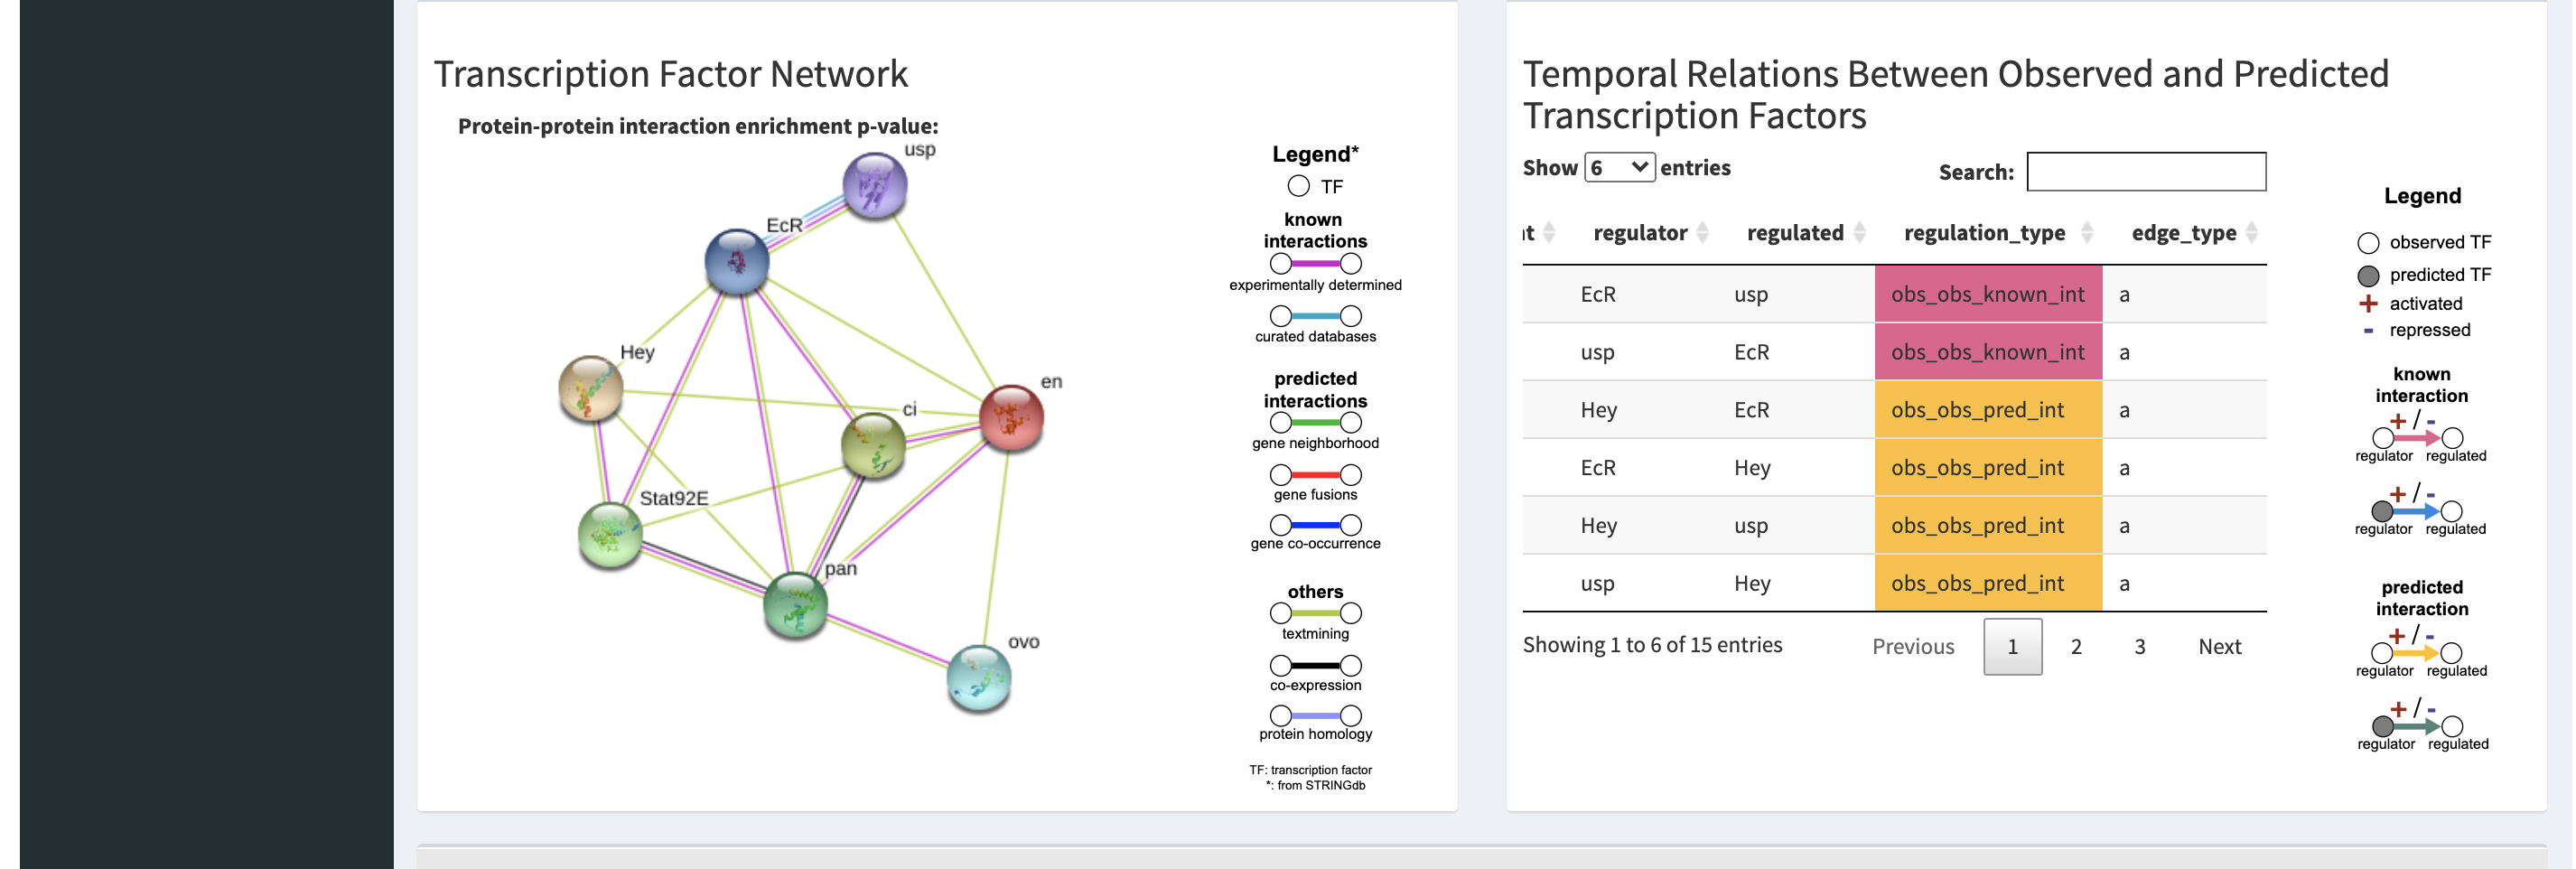 Transcription Factor Network
Protein-protein interaction enrichment p-value:
usp
EcR
Hey
en
ci
Stat92E
pan
ovo
Legend*
TF
known
interactions
experimentally determined
curated databases
predicted
interactions
gene neighborhood
gene fusions
gene co-occurrence
others
textmining
co-expression
protein homology
TF: transcription factor
*: from STRINGdb
Temporal Relations Between Observed and Predicted
Transcription Factors
Show 6 entries
Search:
ıt regulator regulated regulation_type edge_type
EcR usp obs_obs_known_int a
usp EcR obs_obs_known_int a
Hey EcR obs_obs_pred_int a
EcR Hey obs_obs_pred_int a
Hey usp obs_obs_pred_int a
usp Hey obs_obs_pred_int a
Showing 1 to 6 of 15 entries
Previous 1 2 3 Next
Legend
observed TF
predicted TF
+ activated
- repressed
known
interaction
+ / -
regulator regulated
+ / -
regulator regulated
predicted
interaction
+ / -
regulator regulated
+ / -
regulator regulated